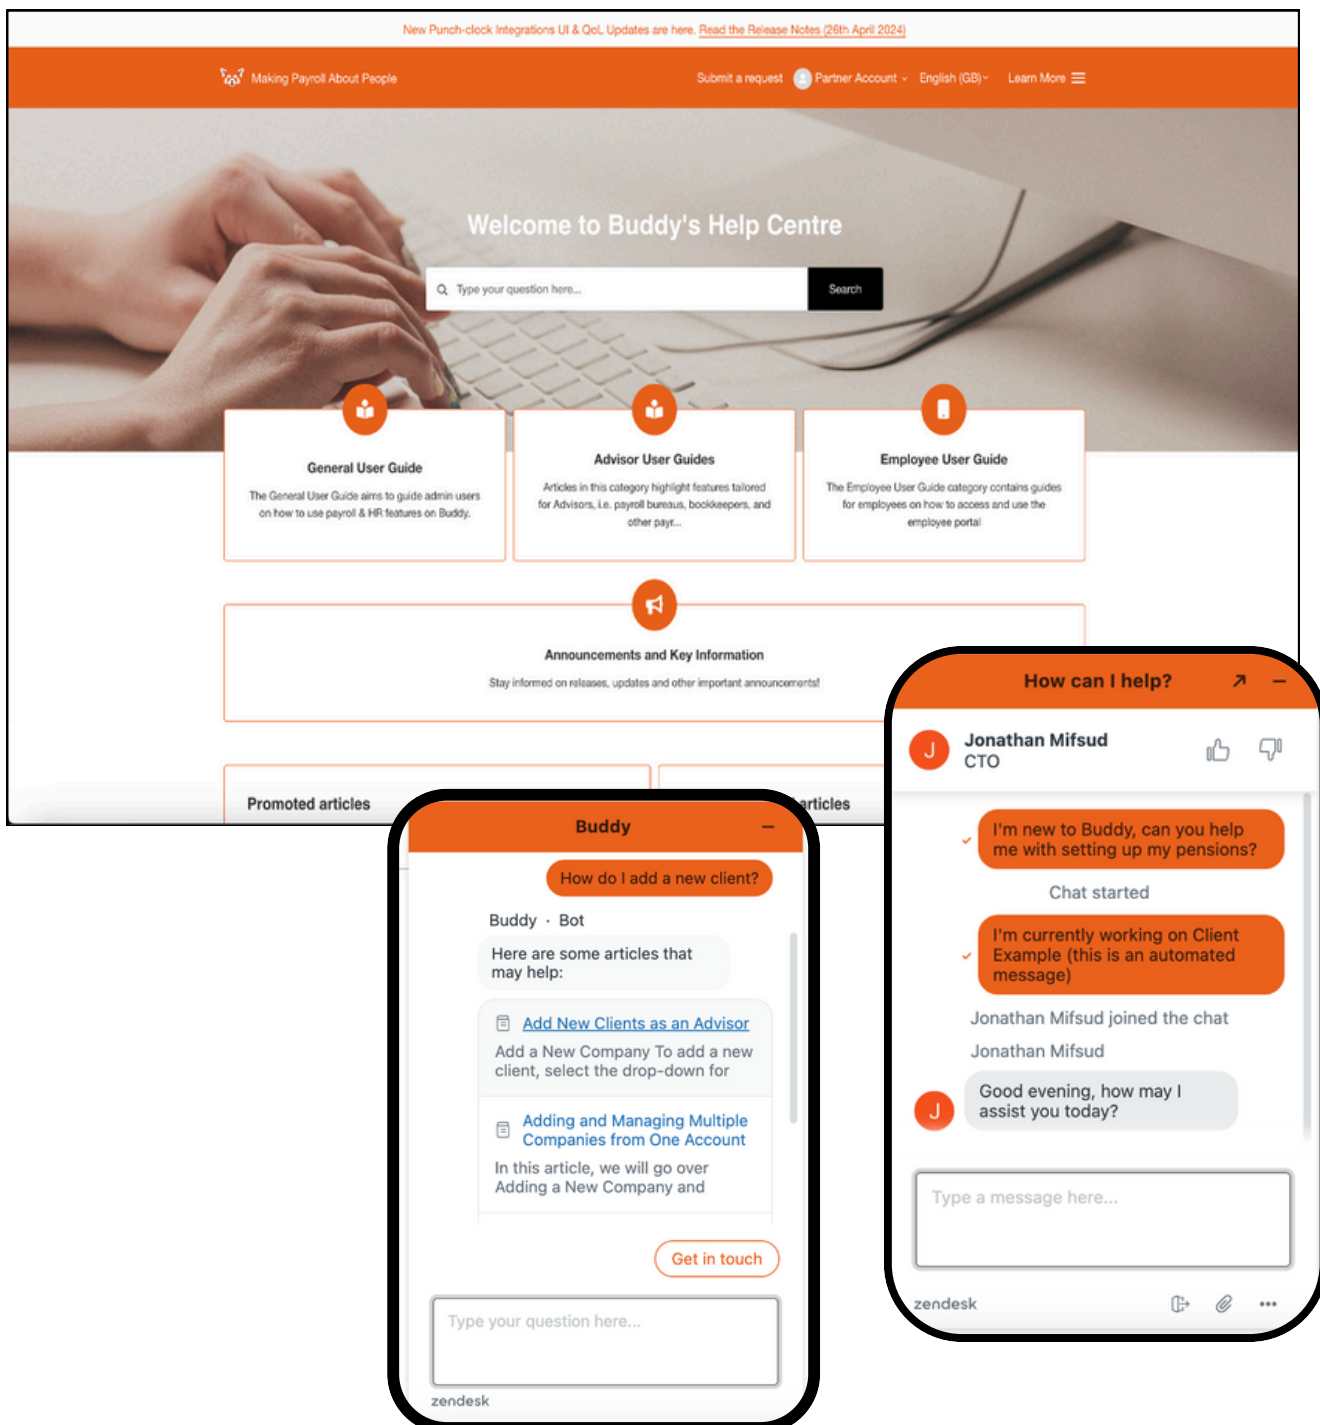 New Punch-clock Integrations UI & QoL Updates are here. Read the Release Notes (26th April 2024)
Making Payroll About People
Submit a request
Partner Account
English (GB)
Learn More
Welcome to Buddy's Help Centre
Type your question here...
Search
General User Guide
The General User Guide aims to guide admin users
on how to use payroll & HR features on Buddy.
Advisor User Guides
Articles in this category highlight features tailored
for Advisors, i.e. payroll bureaus, bookkeepers, and
other payr...
Employee User Guide
The Employee User Guide category contains guides
for employees on how to access and use the
employee portal
Announcements and Key Information
Stay informed on releases, updates and other important announcements!
Promoted articles
articles
Buddy
How do I add a new client?
Buddy · Bot
Here are some articles that
may help:
Add New Clients as an Advisor
Add a New Company To add a new
client, select the drop-down for
Adding and Managing Multiple
Companies from One Account
In this article, we will go over
Adding a New Company and
Get in touch
Type your question here...
zendesk
How can I help?
J
Jonathan Mifsud
CTO
I'm new to Buddy, can you help
me with setting up my pensions?
Chat started
I'm currently working on Client
Example (this is an automated
message)
Jonathan Mifsud joined the chat
Jonathan Mifsud
J
Good evening, how may I
assist you today?
Type a message here...
zendesk